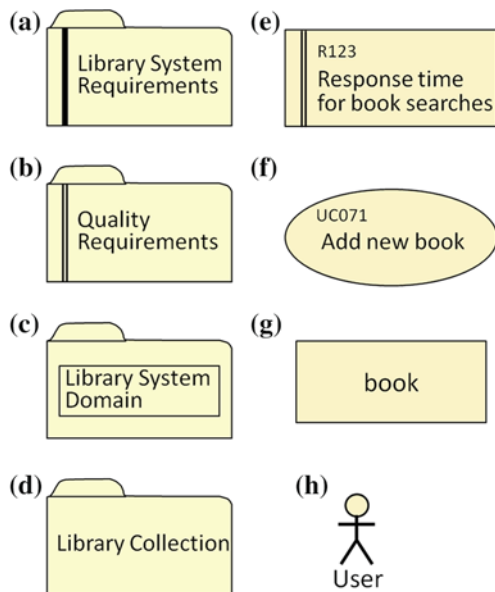 (a)
Library System
Requirements
(e)
R123
Response time
for book searches
(b)
Quality
Requirements
(f)
UC071
Add new book
(c)
Library System
Domain
(g)
book
(d)
Library Collection
(h)
User